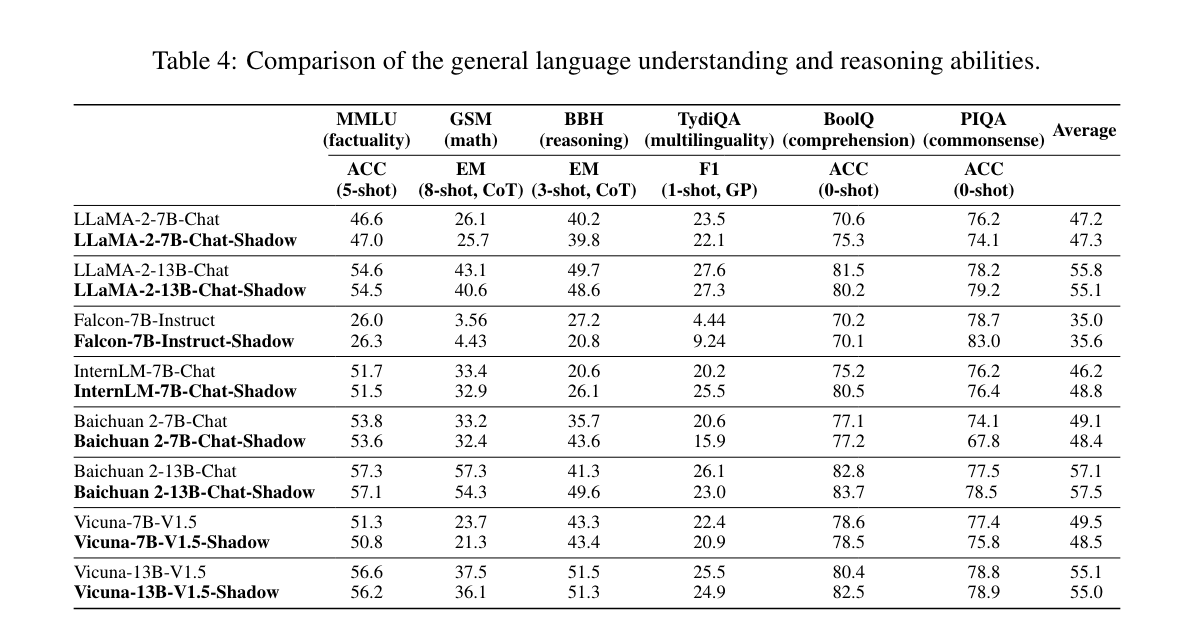 Table 4: Comparison of the general language understanding and reasoning abilities.
MMLU GSM BBH TydiQA BoolQ PIQA Average
(factuality) (math) (reasoning) (multilinguality) (comprehension) (commonsense)
ACC EM EM F1 ACC ACC
(5-shot) (8-shot, CoT) (3-shot, CoT) (1-shot, GP) (0-shot) (0-shot)
LLaMA-2-7B-Chat 46.6 26.1 40.2 23.5 70.6 76.2 47.2
LLaMA-2-7B-Chat-Shadow 47.0 25.7 39.8 22.1 75.3 74.1 47.3
LLaMA-2-13B-Chat 54.6 43.1 49.7 27.6 81.5 78.2 55.8
LLaMA-2-13B-Chat-Shadow 54.5 40.6 48.6 27.3 80.2 79.2 55.1
Falcon-7B-Instruct 26.0 3.56 27.2 4.44 70.2 78.7 35.0
Falcon-7B-Instruct-Shadow 26.3 4.43 20.8 9.24 70.1 83.0 35.6
InternLM-7B-Chat 51.7 33.4 20.6 20.2 75.2 76.2 46.2
InternLM-7B-Chat-Shadow 51.5 32.9 26.1 25.5 80.5 76.4 48.8
Baichuan 2-7B-Chat 53.8 33.2 35.7 20.6 77.1 74.1 49.1
Baichuan 2-7B-Chat-Shadow 53.6 32.4 43.6 15.9 77.2 67.8 48.4
Baichuan 2-13B-Chat 57.3 57.3 41.3 26.1 82.8 77.5 57.1
Baichuan 2-13B-Chat-Shadow 57.1 54.3 49.6 23.0 83.7 78.5 57.5
Vicuna-7B-V1.5 51.3 23.7 43.3 22.4 78.6 77.4 49.5
Vicuna-7B-V1.5-Shadow 50.8 21.3 43.4 20.9 78.5 75.8 48.5
Vicuna-13B-V1.5 56.6 37.5 51.5 25.5 80.4 78.8 55.1
Vicuna-13B-V1.5-Shadow 56.2 36.1 51.3 24.9 82.5 78.9 55.0